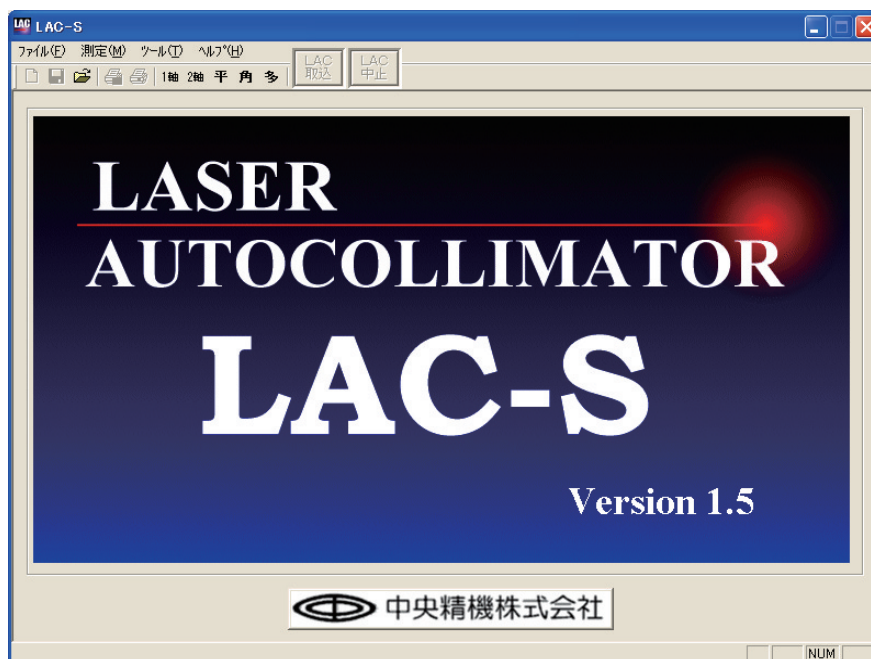 LAC LAC-S
ファイル(F) 測定(M) ツール(T) ヘルプ(H)
1軸 2軸 平 角 多
LAC
取込
LAC
中止
LASER
AUTOCOLLIMATOR
LAC-S
Version 1.5
中央精機株式会社
NUM